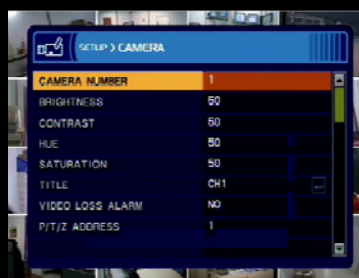 SETUP > CAMERA
CAMERA NUMBER 1
BRIGHTNESS 50
CONTRAST 50
HUE 50
SATURATION 50
TITLE CH1
VIDEO LOSS ALARM NO
P/T/Z ADDRESS 1